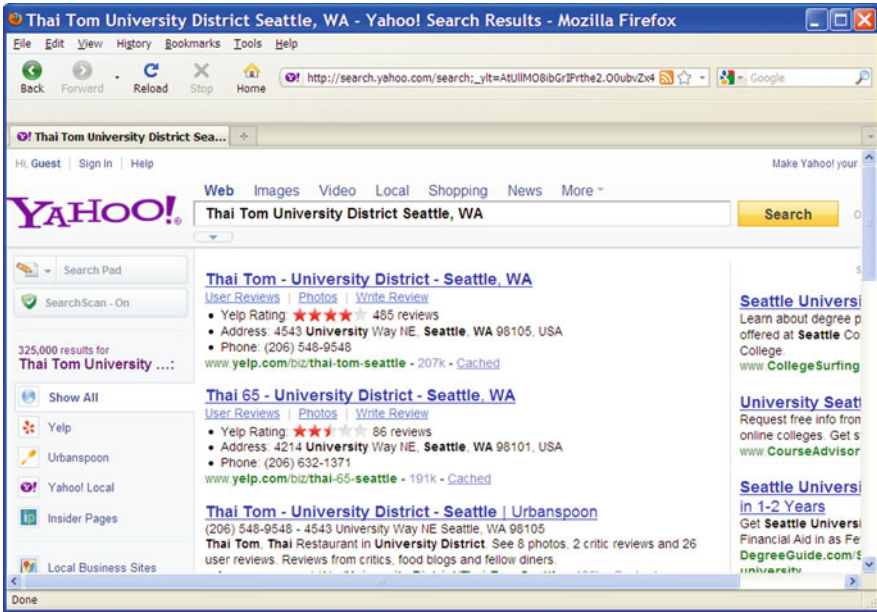 Thai Tom University District Seattle, WA - Yahoo! Search Results - Mozilla Firefox
File Edit View History Bookmarks Tools Help
Back Forward Reload Stop Home
http://search.yahoo.com/search;_ylt= Google
Thai Tom University District Sea...
Hi, Guest | Sign In | Help Make Yahoo! your
Web Images Video Local Shopping News More
YAHOO!
Thai Tom University District Seattle, WA Search
Search Pad
SearchScan - On
325,000 results for
Thai Tom University ...:
Show All
Yelp
Urbanspoon
Yahoo! Local
Insider Pages
Local Business Sites
Thai Tom - University District - Seattle, WA
User Reviews | Photos | Write Review
• Yelp Rating: 485 reviews
• Address: 4543 University Way NE, Seattle, WA 98105, USA
• Phone: (206) 548-9548
www.yelp.com/biz/thai-tom-seattle - 207k - Cached
Thai 65 - University District - Seattle, WA
User Reviews | Photos | Write Review
• Yelp Rating: 86 reviews
• Address: 4214 University Way NE, Seattle, WA 98101, USA
• Phone: (206) 632-1371
www.yelp.com/biz/thai-65-seattle - 191k - Cached
Thai Tom - University District - Seattle | Urbanspoon
(206) 548-9548 - 4543 University Way NE Seattle, WA 98105
Thai Tom, Thai Restaurant in University District. See 8 photos, 2 critic reviews and 26
user reviews. Reviews from critics, food blogs and fellow diners.
Seattle Universi
Learn about degree p
offered at Seattle Co
College.
www.CollegeSurfing
University Seatt
Request free info from
online colleges. Get s
www.CourseAdvisor
Seattle Universi
in 1-2 Years
Get Seattle Universi
Financial Aid in as Fe
DegreeGuide.com/S
university
Done